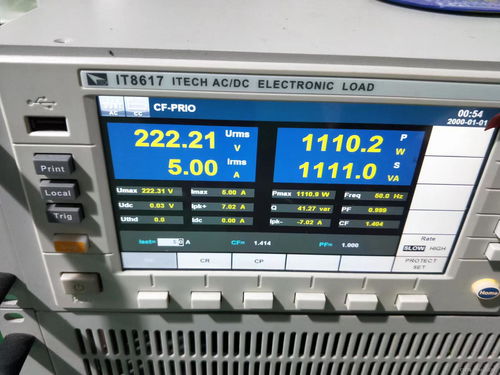 IT8617 ITECH AC/DC ELECTRONIC LOAD
AC CC CF-PRIO
00:54
2000-01-01
222.21 Urms V
5.00 Irms A
1110.2 P W
1111.0 S VA
Umax 222.31 V Imax 5.00 A Pmax 1110.9 W Freq 50.0 Hz
Udc 0.03 V Ipk+ 7.02 A Q 41.27 var PF 0.999
Uthd 0.0 Idc 0.00 A Ipk- -7.02 A CF 1.404
CF= 1.414 PF= 1.000
Rate
SLOW HIGH
CR CP PROTECT
SET
Print
Local
Trig
Home